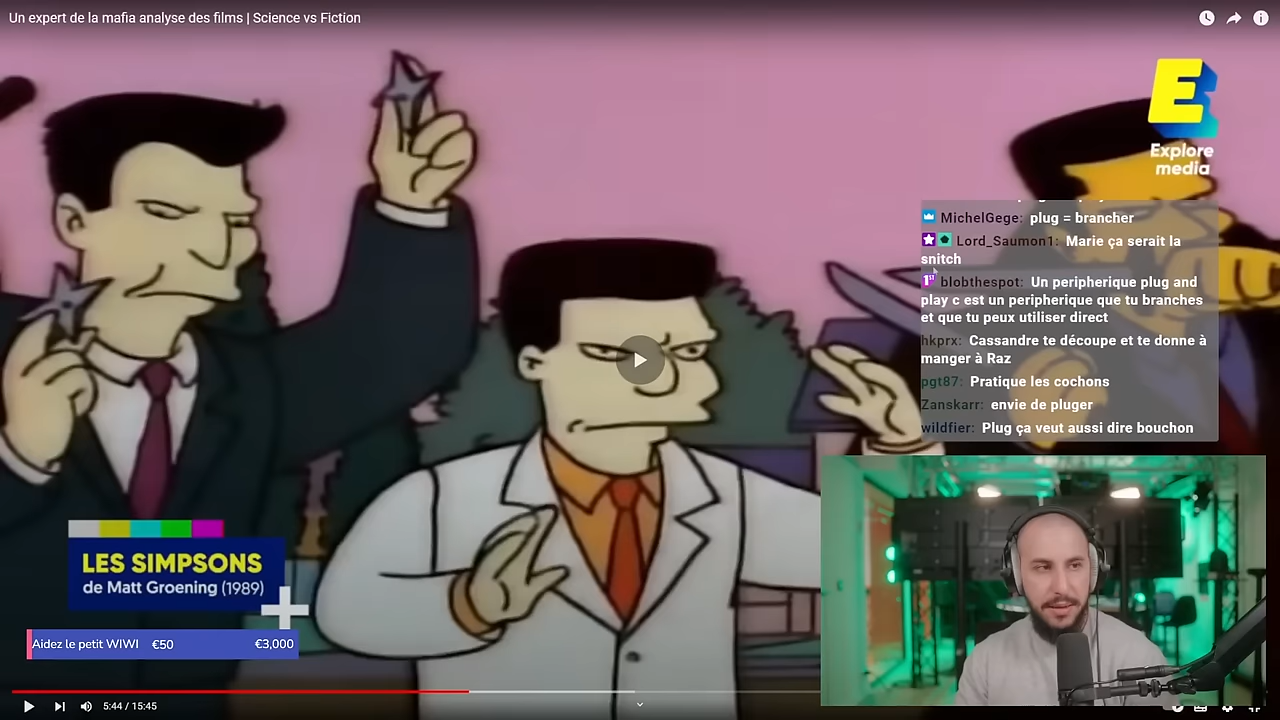 Un expert de la mafia analyse des films | Science vs Fiction
E
Explore
media
MichelGege: plug = brancher
Lord_Saumon1: Marie ça serait la
snitch
1st blobthespot: Un peripherique plug and
play c est un peripherique que tu branches
et que tu peux utiliser direct
hkprx: Cassandre te découpe et te donne à
manger à Raz
pgt87: Pratique les cochons
Zanskarr: envie de pluger
wildfier: Plug ça veut aussi dire bouchon
LES SIMPSONS
de Matt Groening (1989)
Aidez le petit WIWI €50 €3,000
5:44 / 15:45